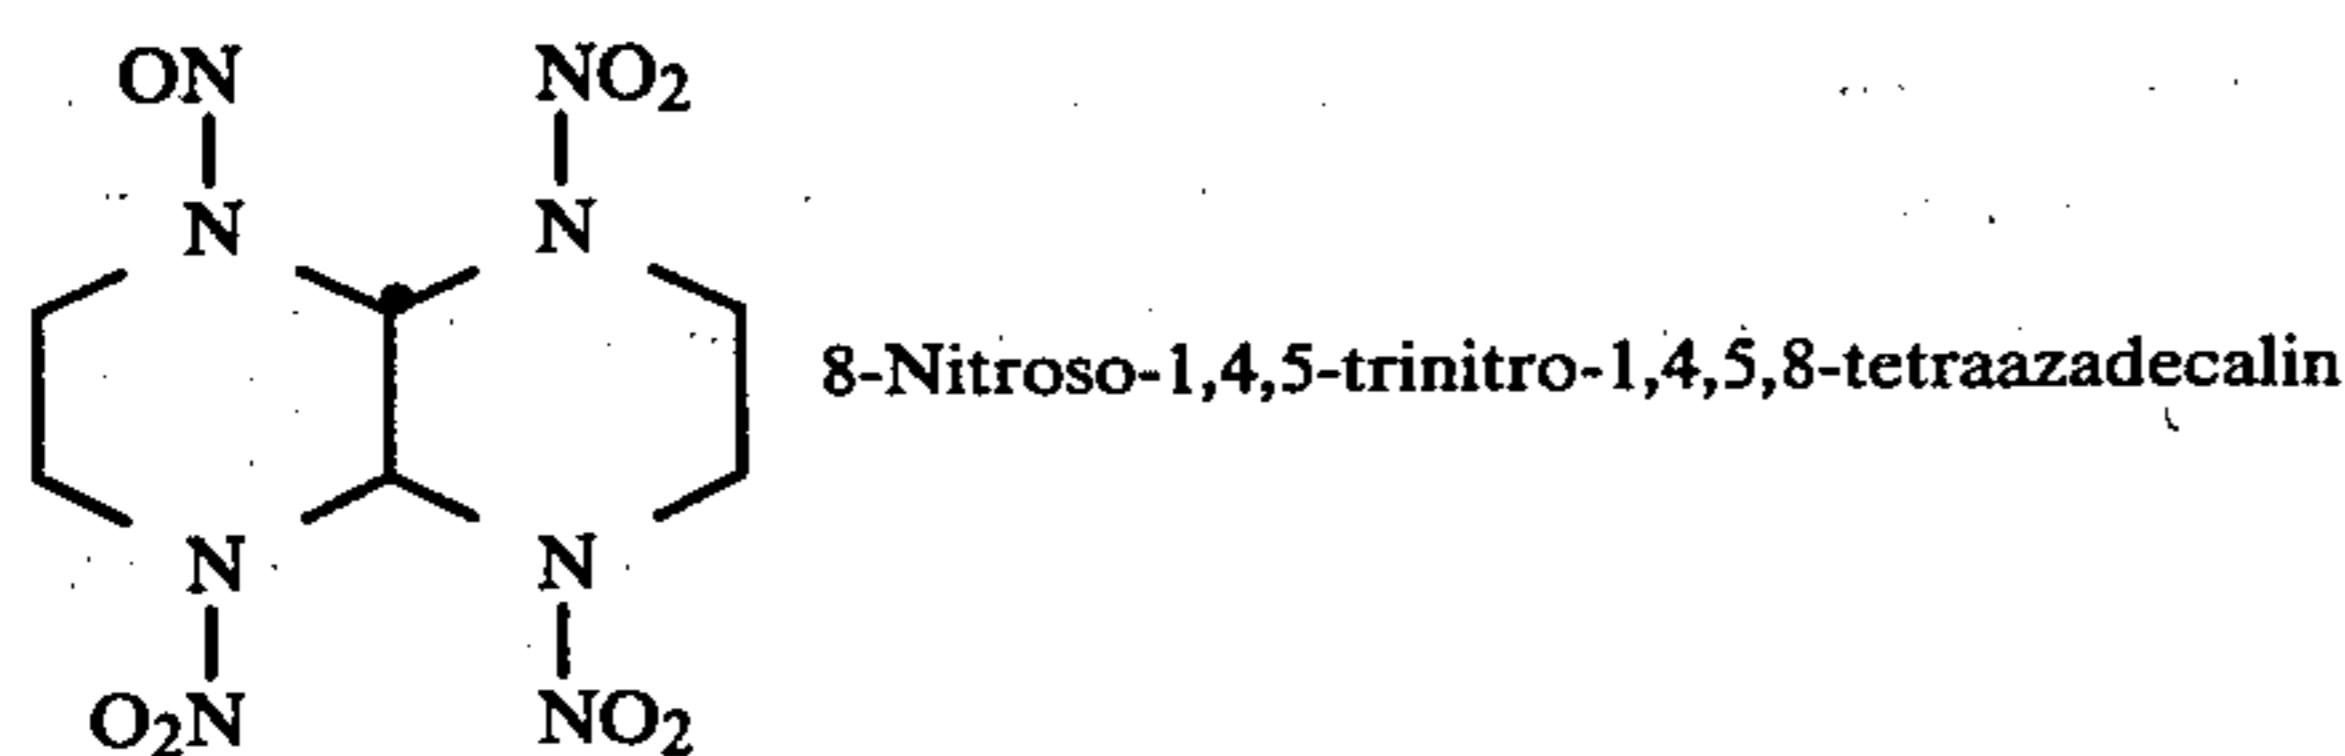 ON NO2
N N
8-Nitroso-1,4,5-trinitro-1,4,5,8-tetraazadecalin
N N
O2N NO2